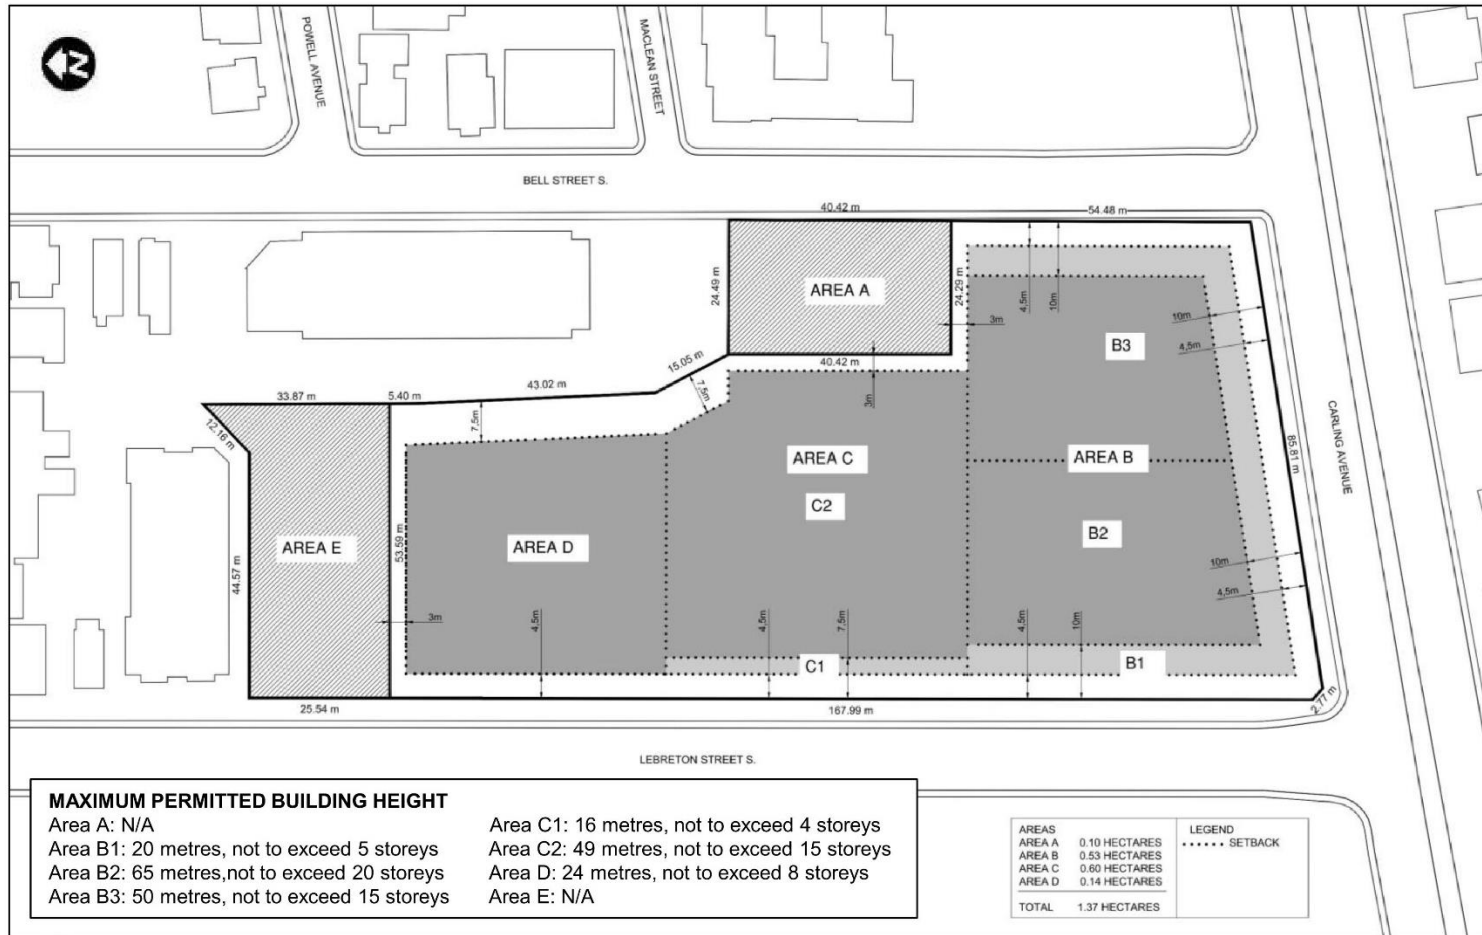 N
POWELL AVENUE
MACLEAN STREET
BELL STREET S.
40.42 m
54.48 m
24.49 m
AREA A
24.29 m
4,5m
10m
3m
10m
4,5m
B3
15.05 m
40.42 m
7,5m
3m
33.87 m
5.40 m
43.02 m
7,5m
12.16 m
AREA C
C2
AREA B
B2
85.81 m
CARLING AVENUE
AREA E
53.59 m
AREA D
44.57 m
10m
4,5m
3m
4,5m
4,5m
7,5m
4,5m
10m
C1
B1
25.54 m
167.99 m
2.77 m
LEBRETON STREET S.
MAXIMUM PERMITTED BUILDING HEIGHT
Area A: N/A
Area B1: 20 metres, not to exceed 5 storeys
Area B2: 65 metres,not to exceed 20 storeys
Area B3: 50 metres, not to exceed 15 storeys
Area C1: 16 metres, not to exceed 4 storeys
Area C2: 49 metres, not to exceed 15 storeys
Area D: 24 metres, not to exceed 8 storeys
Area E: N/A
AREAS
AREA A 0.10 HECTARES
AREA B 0.53 HECTARES
AREA C 0.60 HECTARES
AREA D 0.14 HECTARES
TOTAL 1.37 HECTARES
LEGEND
SETBACK